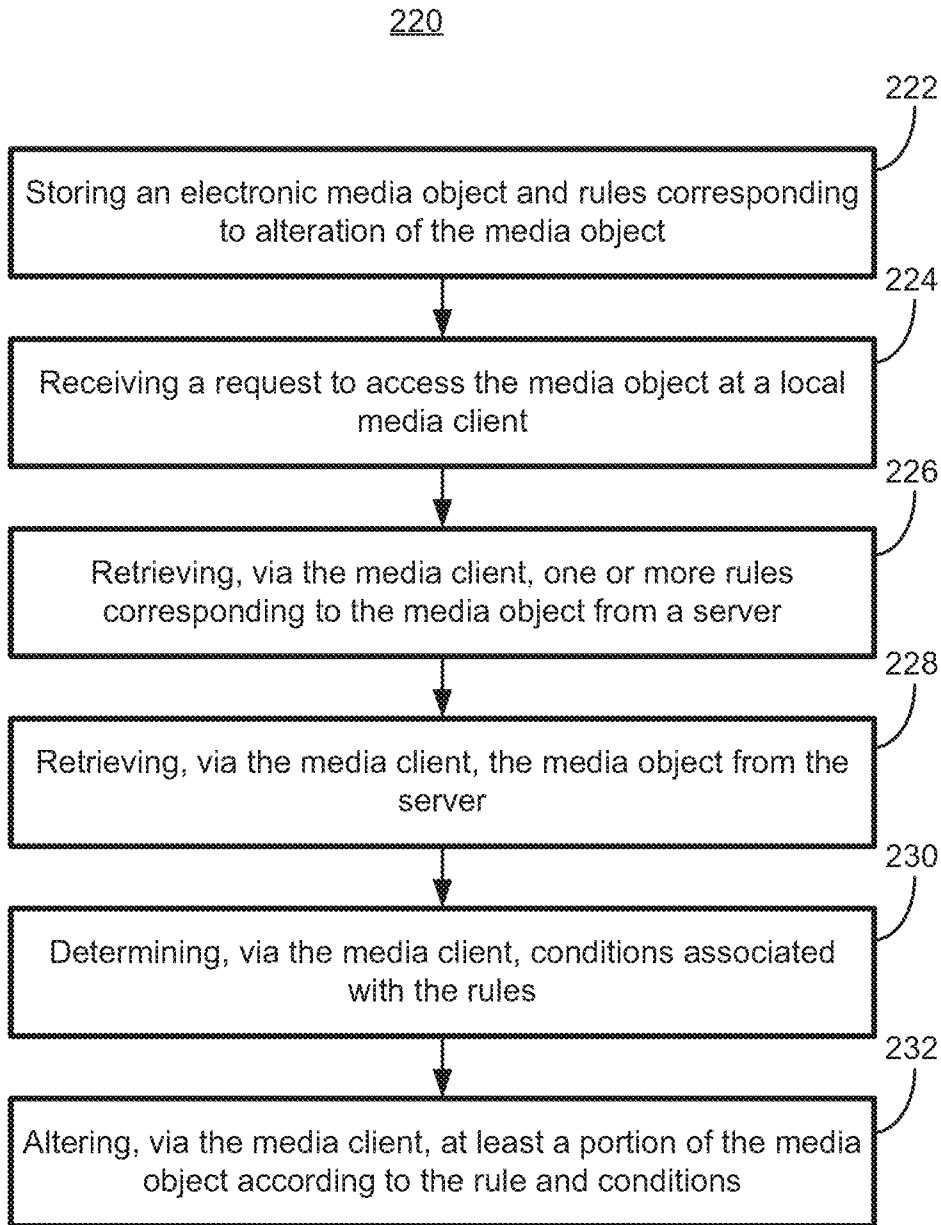 220
222
Storing an electronic media object and rules corresponding
to alteration of the media object
224
Receiving a request to access the media object at a local
media client
226
Retrieving, via the media client, one or more rules
corresponding to the media object from a server
228
Retrieving, via the media client, the media object from the
server
230
Determining, via the media client, conditions associated
with the rules
232
Altering, via the media client, at least a portion of the media
object according to the rule and conditions